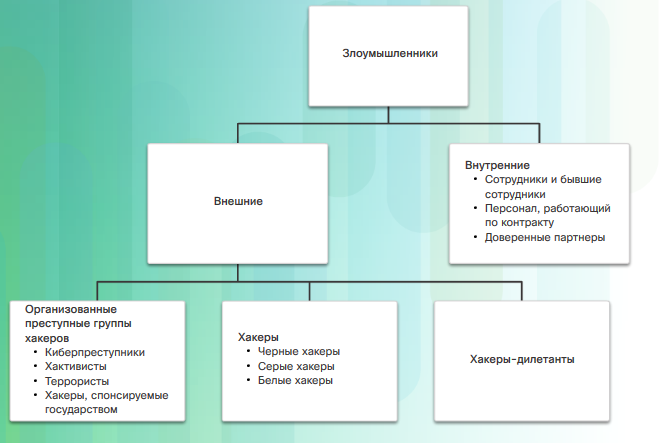 Злоумышленники
Внешние
Внутренние
• Сотрудники и бывшие
сотрудники
• Персонал, работающий
по контракту
• Доверенные партнеры
Организованные
преступные группы
хакеров
• Киберпреступники
• Хактивисты
• Террористы
• Хакеры, спонсируемые
государством
Хакеры
• Черные хакеры
• Серые хакеры
• Белые хакеры
Хакеры-дилетанты